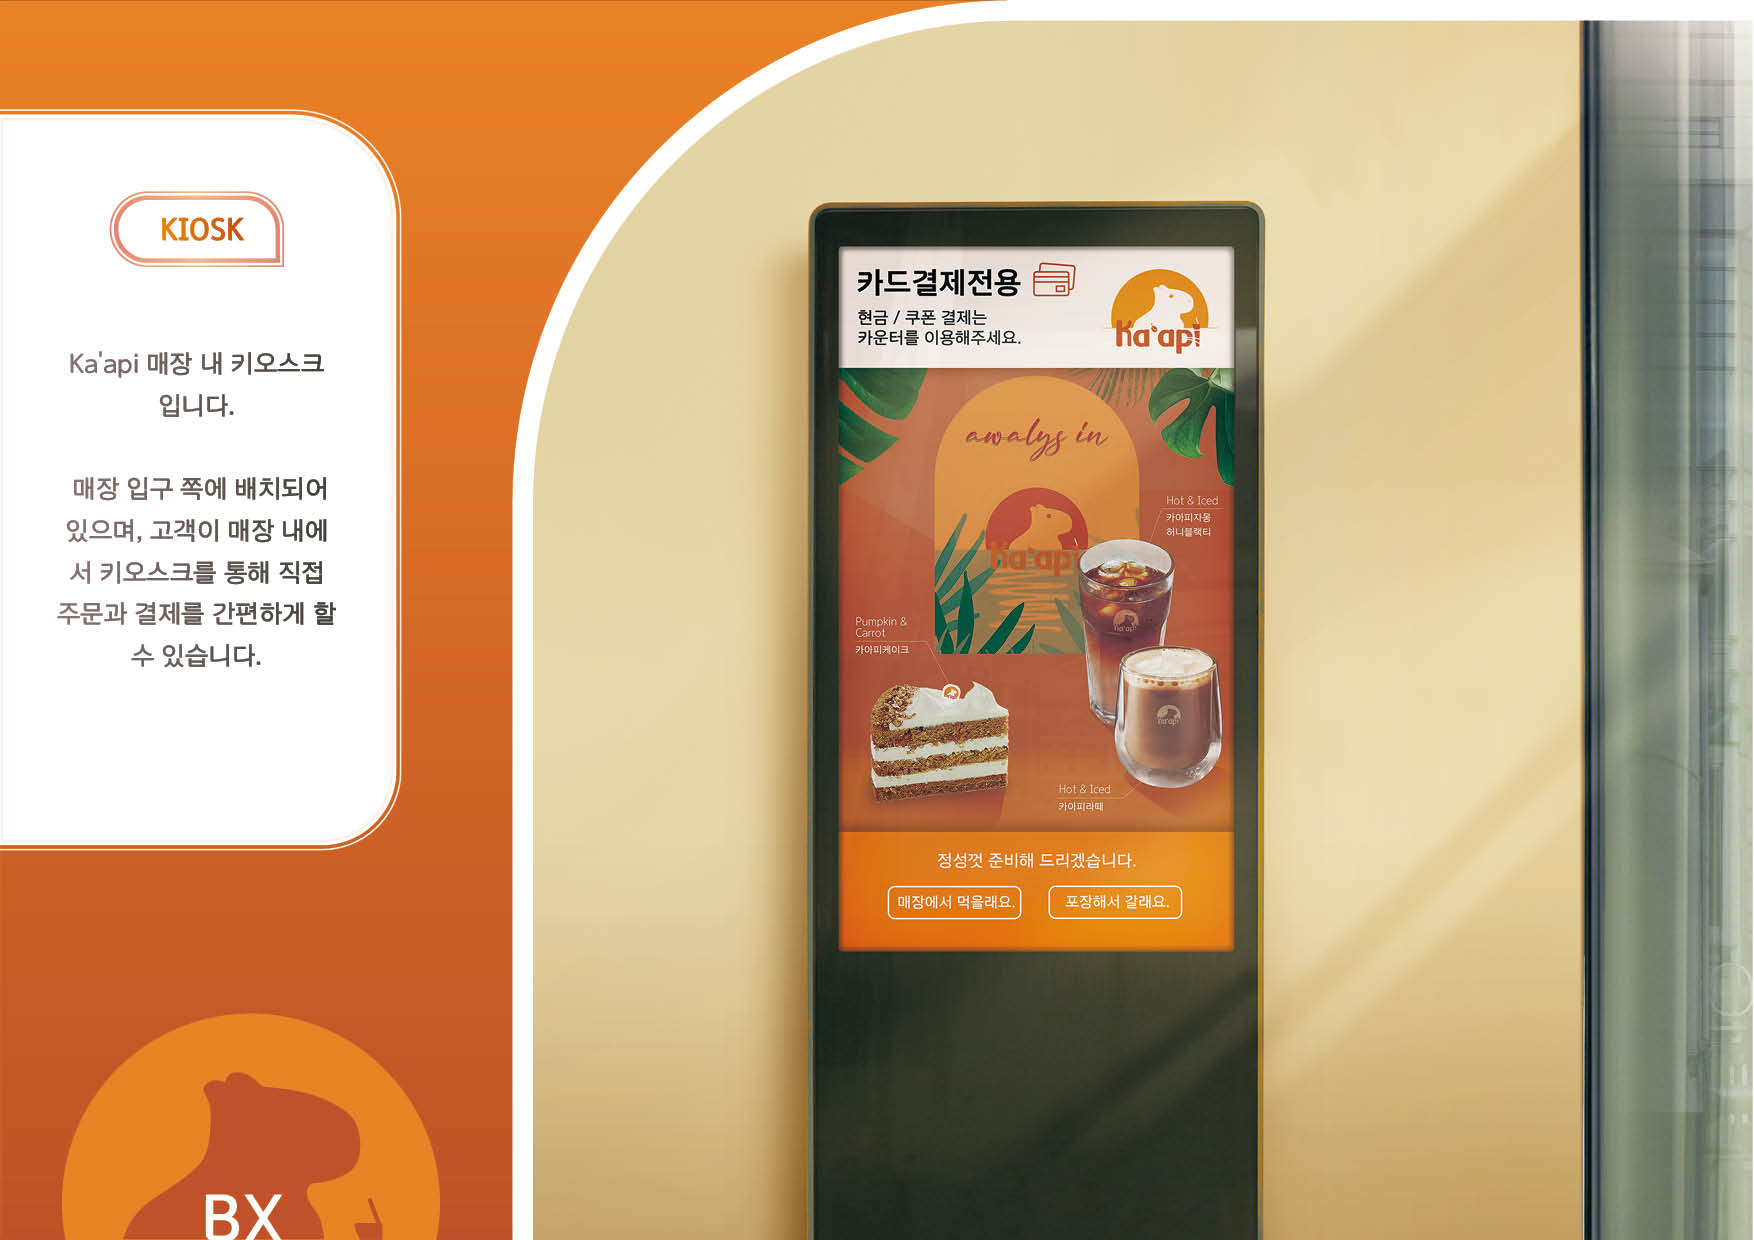 KIOSK
Ka'api 매장 내 키오스크
입니다.
매장 입구 쪽에 배치되어
있으며, 고객이 매장 내에
서 키오스크를 통해 직접
주문과 결제를 간편하게 할
수 있습니다.
BX
카드결제전용
현금 / 쿠폰 결제는
카운터를 이용해주세요.
Ka'api
awalys in
Ka'api
Hot & Iced
카아피자몽
허니블랙티
Ka'api
Pumpkin &
Carrot
카아피케이크
Ka'api
Hot & Iced
카아피라떼
정성껏 준비해 드리겠습니다.
매장에서 먹을래요.
포장해서 갈래요.